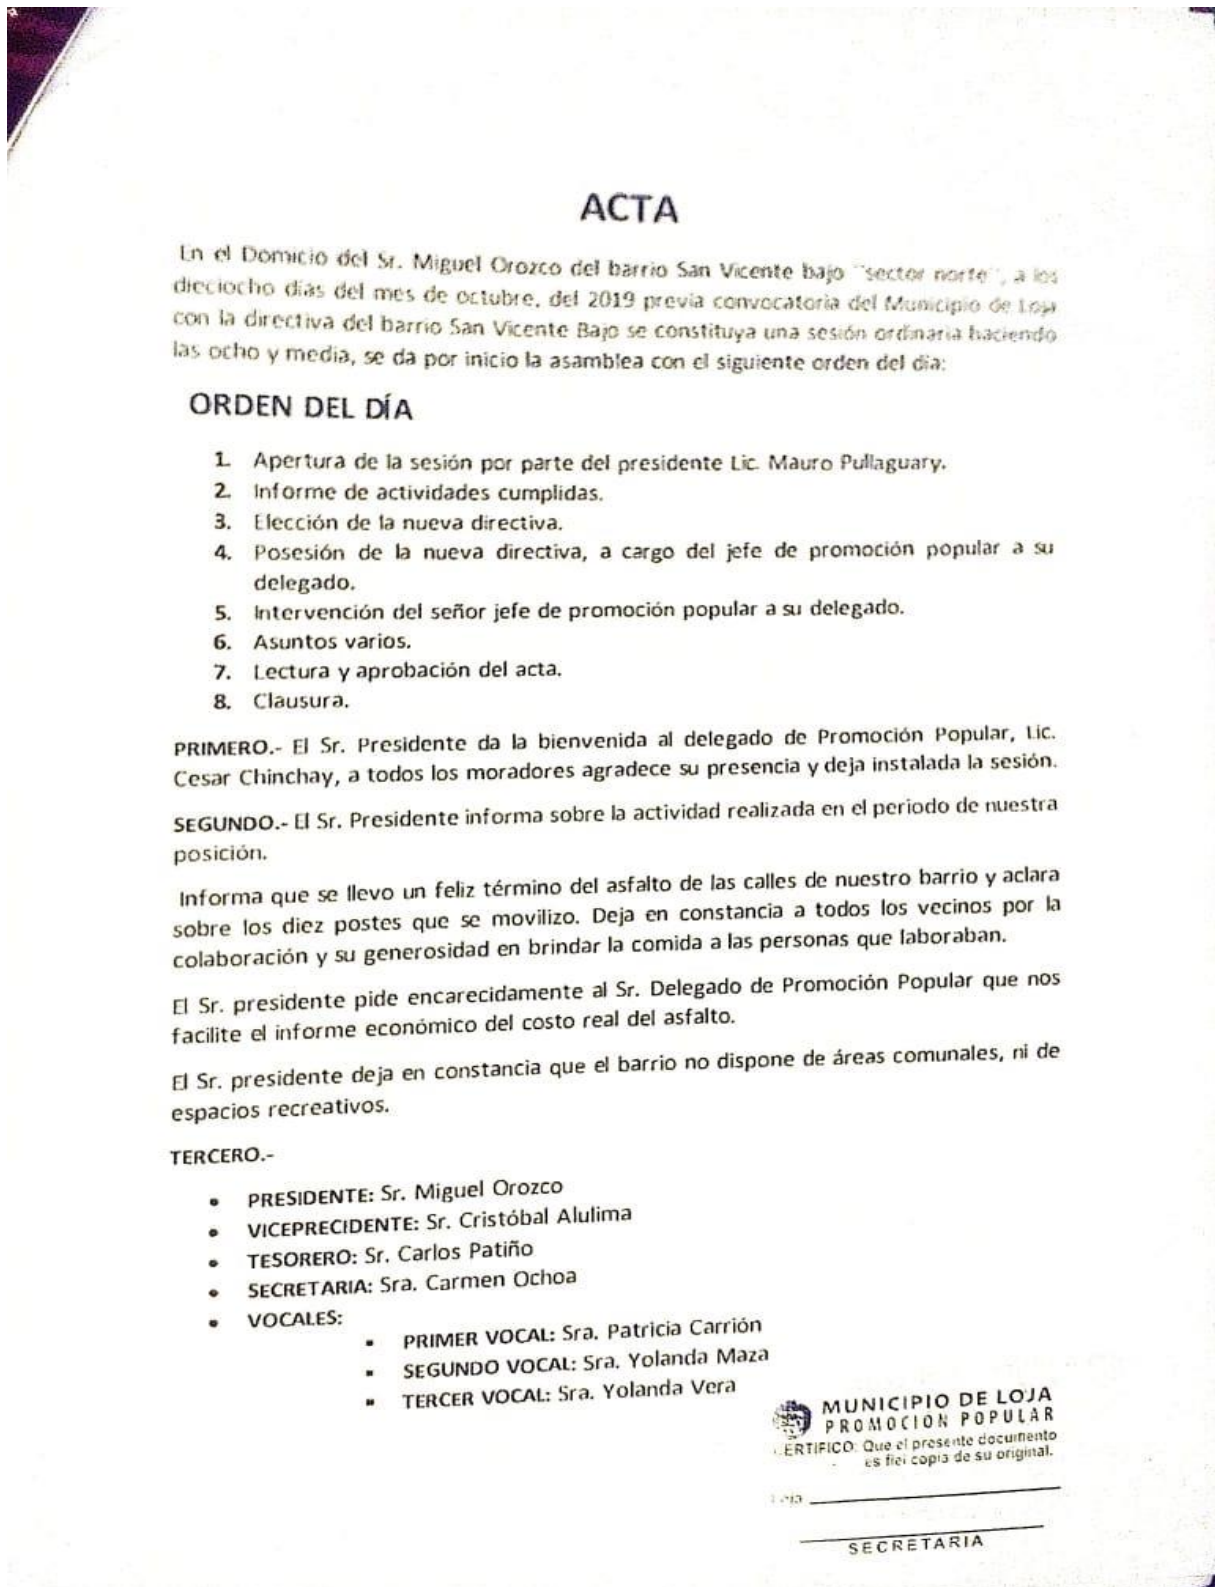 ACTA
En el Domicio del Sr. Miguel Orozco del barrio San Vicente bajo ¨sector norte¨, a los
dieciocho días del mes de octubre, del 2019 previa convocatoria del Municipio de Loja
con la directiva del barrio San Vicente Bajo se constituya una sesión ordinaria haciendo
las ocho y media, se da por inicio la asamblea con el siguiente orden del día:
ORDEN DEL DÍA
1. Apertura de la sesión por parte del presidente Lic. Mauro Pullaguary.
2. Informe de actividades cumplidas.
3. Elección de la nueva directiva.
4. Posesión de la nueva directiva, a cargo del jefe de promoción popular a su
delegado.
5. Intervención del señor jefe de promoción popular a su delegado.
6. Asuntos varios.
7. Lectura y aprobación del acta.
8. Clausura.
PRIMERO.- El Sr. Presidente da la bienvenida al delegado de Promoción Popular, Lic.
Cesar Chinchay, a todos los moradores agradece su presencia y deja instalada la sesión.
SEGUNDO.- El Sr. Presidente informa sobre la actividad realizada en el periodo de nuestra
posición.
Informa que se llevo un feliz término del asfalto de las calles de nuestro barrio y aclara
sobre los diez postes que se movilizo. Deja en constancia a todos los vecinos por la
colaboración y su generosidad en brindar la comida a las personas que laboraban.
El Sr. presidente pide encarecidamente al Sr. Delegado de Promoción Popular que nos
facilite el informe económico del costo real del asfalto.
El Sr. presidente deja en constancia que el barrio no dispone de áreas comunales, ni de
espacios recreativos.
TERCERO.-
• PRESIDENTE: Sr. Miguel Orozco
• VICEPRECIDENTE: Sr. Cristóbal Alulima
• TESORERO: Sr. Carlos Patiño
• SECRETARIA: Sra. Carmen Ochoa
• VOCALES:
▪ PRIMER VOCAL: Sra. Patricia Carrión
▪ SEGUNDO VOCAL: Sra. Yolanda Maza
▪ TERCER VOCAL: Sra. Yolanda Vera
MUNICIPIO DE LOJA
PROMOCION POPULAR
CERTIFICO: Que el presente documento
es fiel copia de su original.
Loja
SECRETARIA